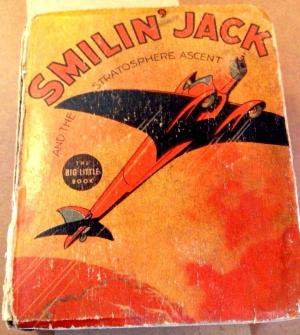 SMILIN' JACK
AND THE STRATOSPHERE ASCENT
THE
BIG LITTLE
BOOK